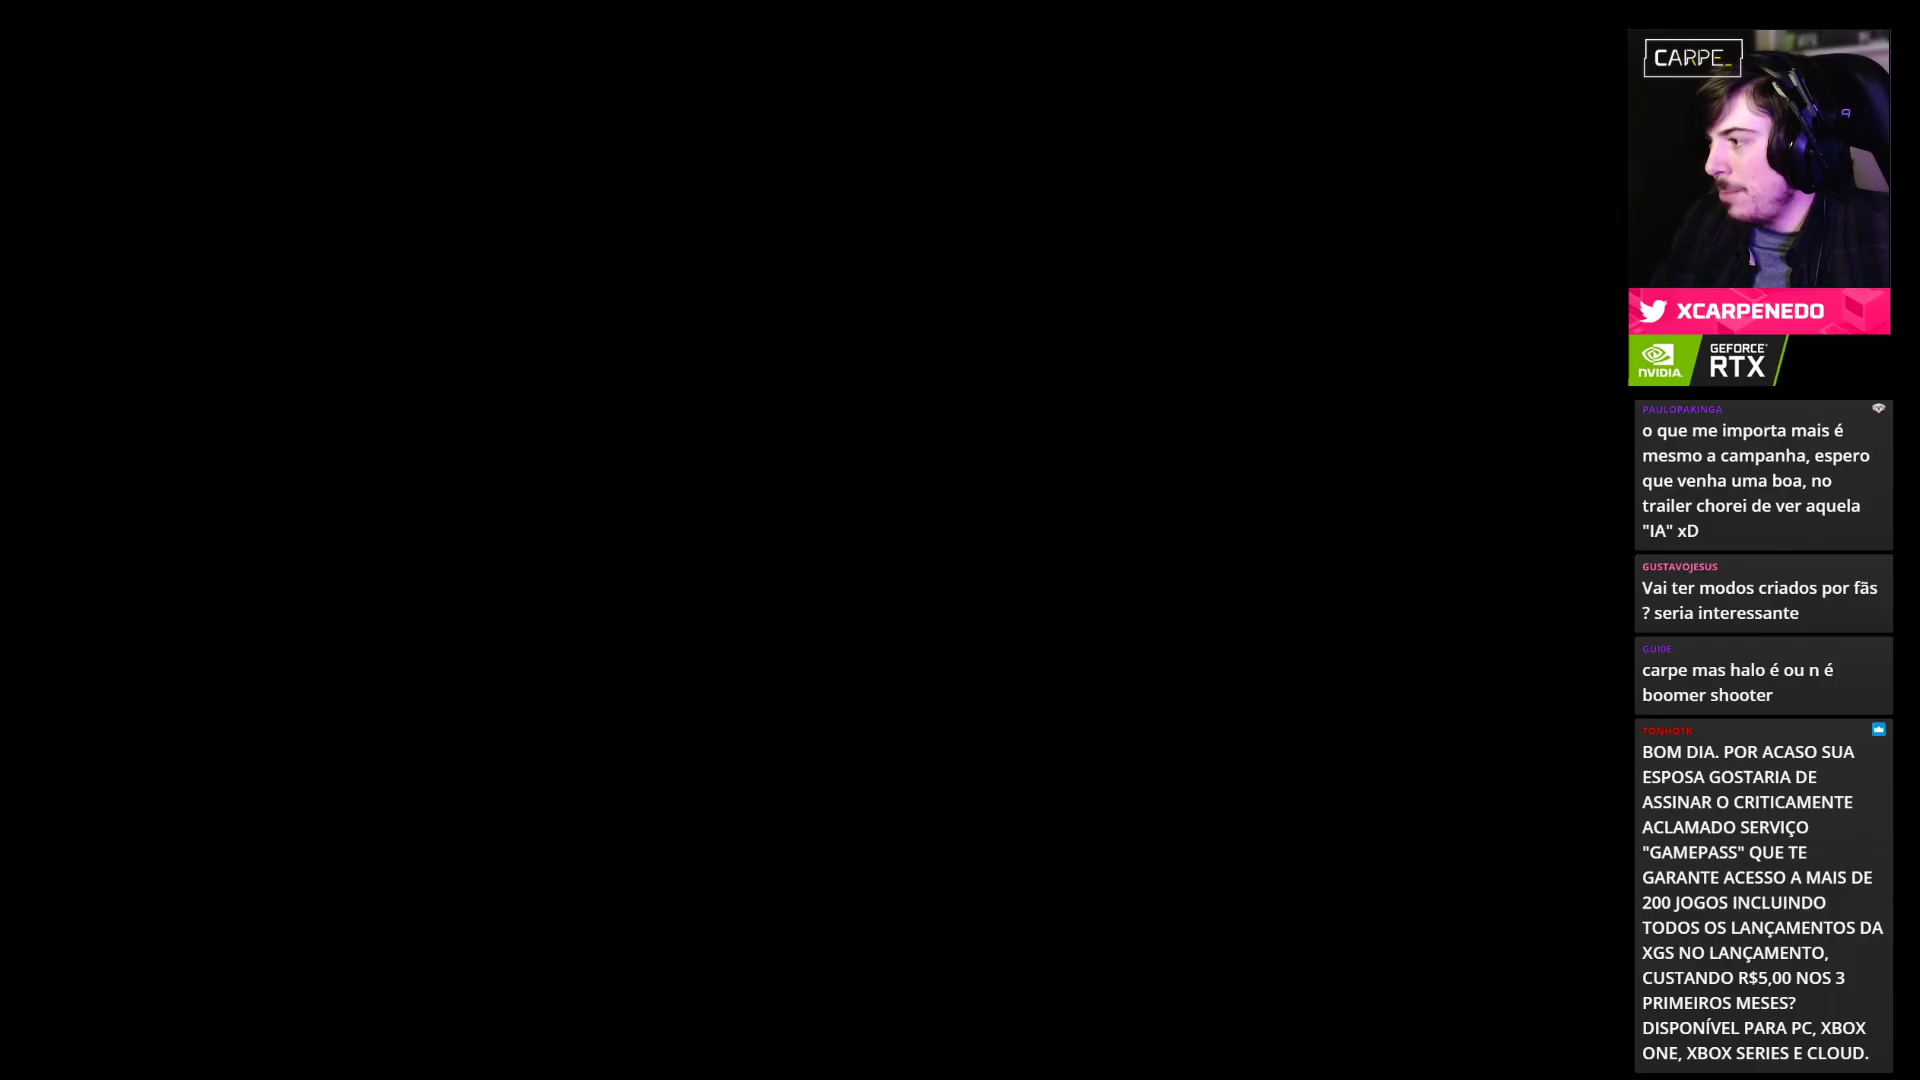 CARPE_
XCARPENEDO
NVIDIA.
GEFORCE
RTX
PAULOPAKINGA
o que me importa mais é
mesmo a campanha, espero
que venha uma boa, no
trailer chorei de ver aquela
"IA" xD
GUSTAVOJESUS
Vai ter modos criados por fãs
? seria interessante
GUI0E
carpe mas halo é ou n é
boomer shooter
TONHOTK
BOM DIA. POR ACASO SUA
ESPOSA GOSTARIA DE
ASSINAR O CRITICAMENTE
ACLAMADO SERVIÇO
"GAMEPASS" QUE TE
GARANTE ACESSO A MAIS DE
200 JOGOS INCLUINDO
TODOS OS LANÇAMENTOS DA
XGS NO LANÇAMENTO,
CUSTANDO R$5,00 NOS 3
PRIMEIROS MESES?
DISPONÍVEL PARA PC, XBOX
ONE, XBOX SERIES E CLOUD.